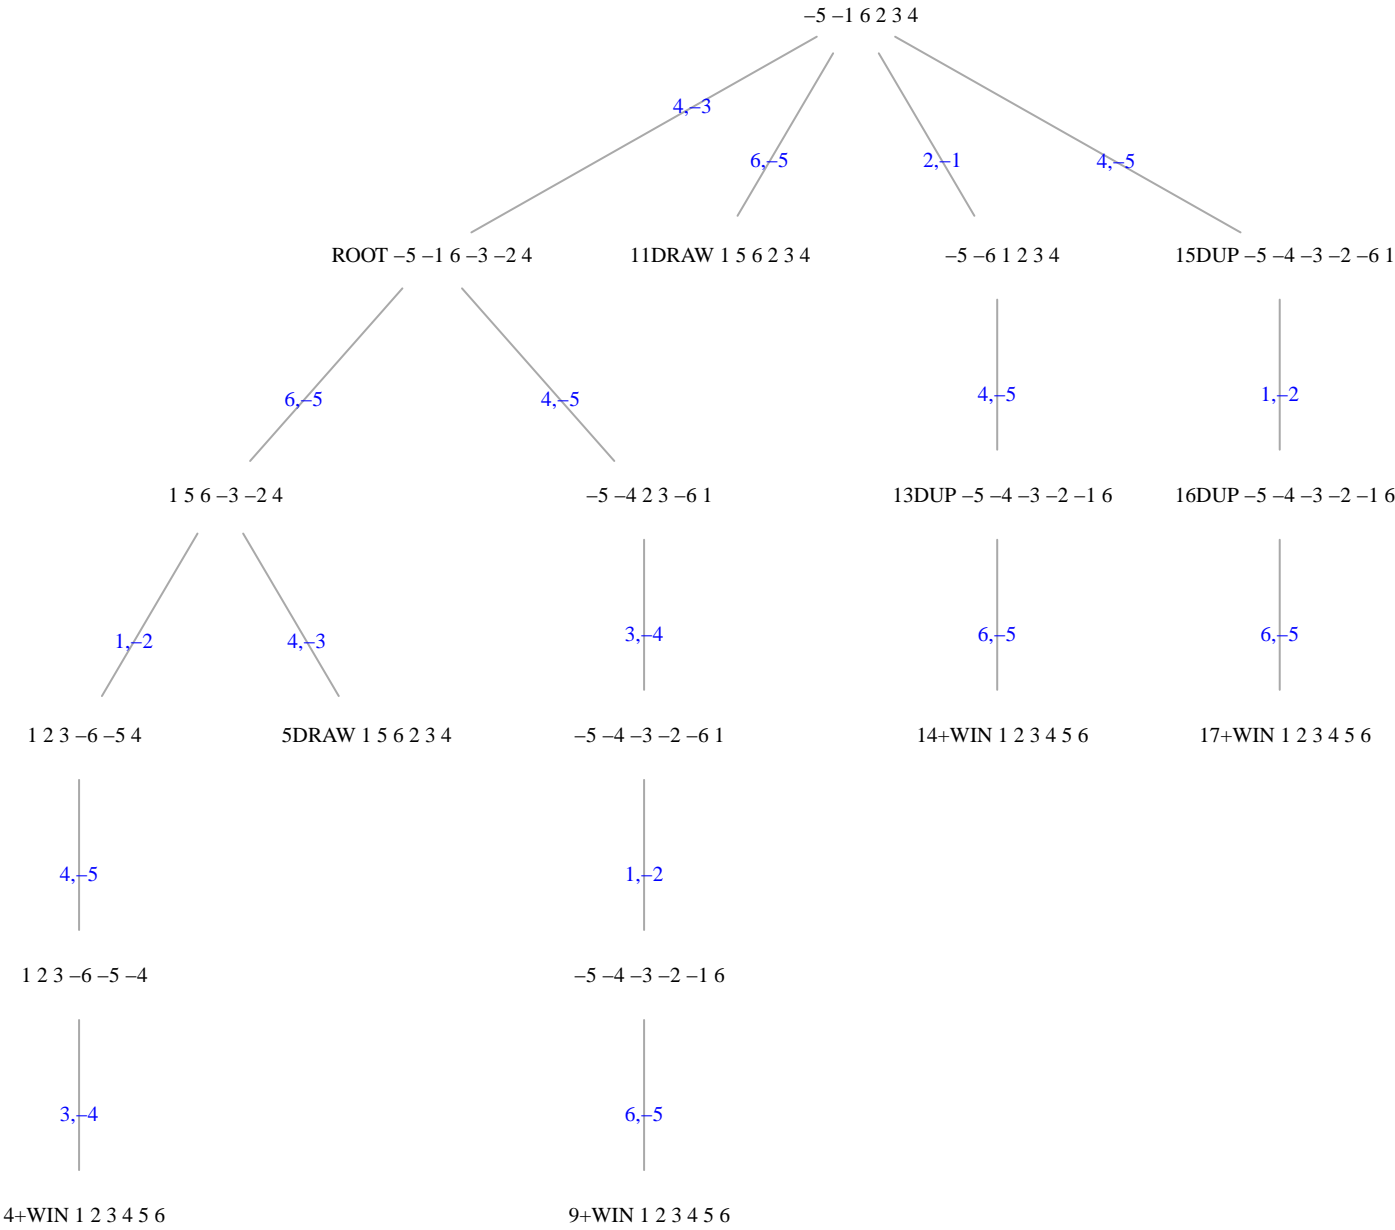 –5 –1 6 2 3 4
4,–3
6,–5
2,–1
4,–5
ROOT –5 –1 6 –3 –2 4
11DRAW 1 5 6 2 3 4
–5 –6 1 2 3 4
15DUP –5 –4 –3 –2 –6 1
6,–5
4,–5
4,–5
1,–2
1 5 6 –3 –2 4
–5 –4 2 3 –6 1
13DUP –5 –4 –3 –2 –1 6
16DUP –5 –4 –3 –2 –1 6
1,–2
4,–3
3,–4
6,–5
6,–5
1 2 3 –6 –5 4
5DRAW 1 5 6 2 3 4
–5 –4 –3 –2 –6 1
14+WIN 1 2 3 4 5 6
17+WIN 1 2 3 4 5 6
4,–5
1,–2
1 2 3 –6 –5 –4
–5 –4 –3 –2 –1 6
3,–4
6,–5
4+WIN 1 2 3 4 5 6
9+WIN 1 2 3 4 5 6